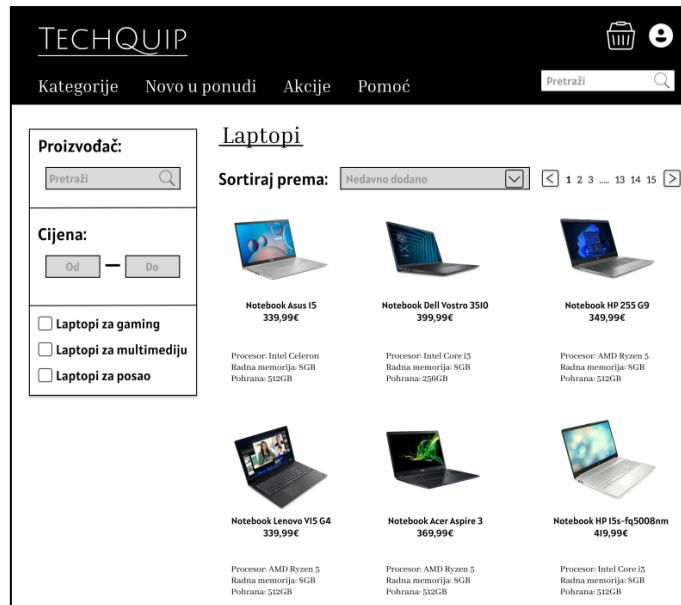 TECHQUIP
Kategorije Novo u ponudi Akcije Pomoć
Pretraži
Proizvođač:
Pretraži
Cijena:
Od — Do
Laptopi za gaming
Laptopi za multimediju
Laptopi za posao
Laptopi
Sortiraj prema: Nedavno dodano
< 1 2 3 .... 13 14 15 >
Notebook Asus 15
339,99€
Procesor: Intel Celeron
Radna memorija: 8GB
Pohrana: 512GB
Notebook Dell Vostro 3510
399,99€
Procesor: Intel Core i3
Radna memorija: 8GB
Pohrana: 256GB
Notebook HP 255 G9
349,99€
Procesor: AMD Ryzen 5
Radna memorija: 8GB
Pohrana: 512GB
Notebook Lenovo V15 G4
339,99€
Procesor: AMD Ryzen 5
Radna memorija: 8GB
Pohrana: 512GB
Notebook Acer Aspire 3
369,99€
Procesor: AMD Ryzen 5
Radna memorija: 8GB
Pohrana: 512GB
Notebook HP 15s-fq5008nm
419,99€
Procesor: Intel Core i3
Radna memorija: 8GB
Pohrana: 512GB